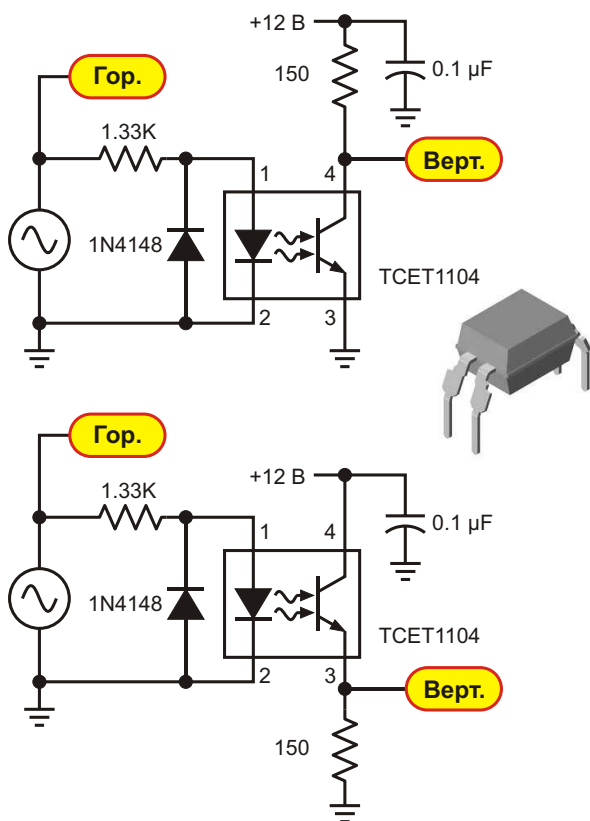 +12 В
Гор.
150
0.1 µF
1.33K
Верт.
1
4
1N4148
TCET1104
2
3
Гор.
+12 В
1.33K
0.1 µF
1
4
1N4148
TCET1104
2
3
Верт.
150